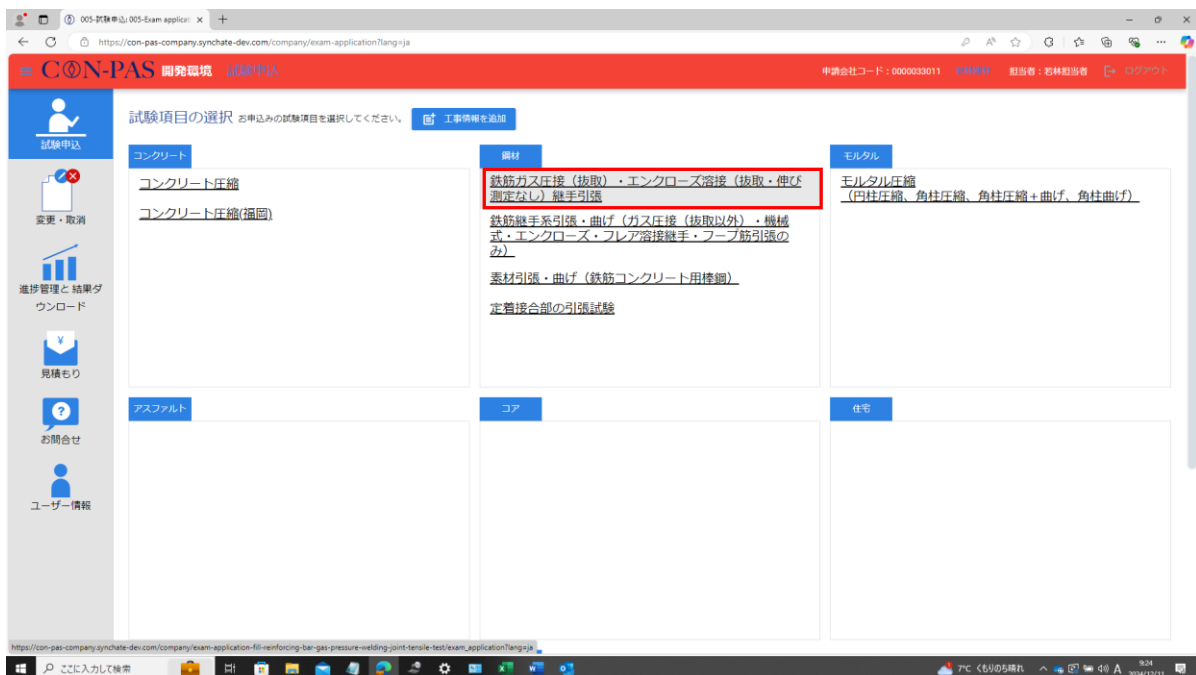 005-試験申込: 005-Exam applicat
https://con-pas-company.synchate-dev.com/company/exam-application?lang=ja
CON-PAS 開発環境 試験申込
申請会社コード：0000033011
担当者：若林担当者
ログアウト
試験申込
変更・取消
進捗管理と 結果ダ
ウンロード
見積もり
お問合せ
ユーザー情報
試験項目の選択 お申込みの試験項目を選択してください。
工事情報を追加
コンクリート
コンクリート圧縮
コンクリート圧縮(福岡)
鋼材
鉄筋ガス圧接（抜取）・エンクローズ溶接（抜取・伸び
測定なし）継手引張
鉄筋継手系引張・曲げ（ガス圧接（抜取以外）・機械
式・エンクローズ・フレア溶接継手・フープ筋引張の
み）
素材引張・曲げ（鉄筋コンクリート用棒鋼）
定着接合部の引張試験
モルタル
モルタル圧縮
（円柱圧縮、角柱圧縮、角柱圧縮＋曲げ、角柱曲げ）
アスファルト
コア
住宅
https://con-pas-company.synchate-dev.com/company/exam-application-fill-reinforcing-bar-gas-pressure-welding-joint-tensile-test/exam_application?lang=ja
ここに入力して検索
7°C くもりのち晴れ
A
9:24
2024/12/11